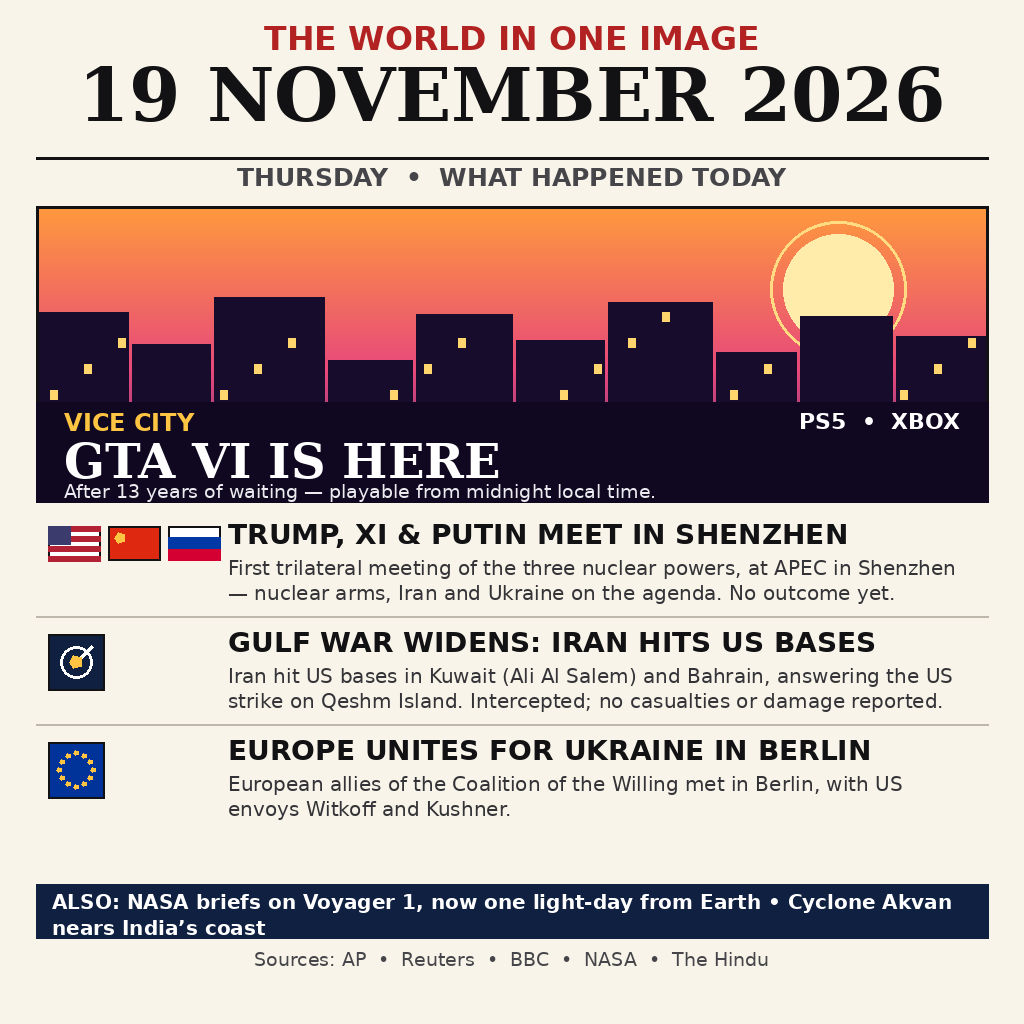 THE WORLD IN ONE IMAGE
19 NOVEMBER 2026
THURSDAY • WHAT HAPPENED TODAY
VICE CITY
PS5 • XBOX
GTA VI IS HERE
After 13 years of waiting — playable from midnight local time.
TRUMP, XI & PUTIN MEET IN SHENZHEN
First trilateral meeting of the three nuclear powers, at APEC in Shenzhen
— nuclear arms, Iran and Ukraine on the agenda. No outcome yet.
GULF WAR WIDENS: IRAN HITS US BASES
Iran hit US bases in Kuwait (Ali Al Salem) and Bahrain, answering the US
strike on Qeshm Island. Intercepted; no casualties or damage reported.
EUROPE UNITES FOR UKRAINE IN BERLIN
European allies of the Coalition of the Willing met in Berlin, with US
envoys Witkoff and Kushner.
ALSO: NASA briefs on Voyager 1, now one light-day from Earth • Cyclone Akvan
nears India’s coast
Sources: AP • Reuters • BBC • NASA • The Hindu